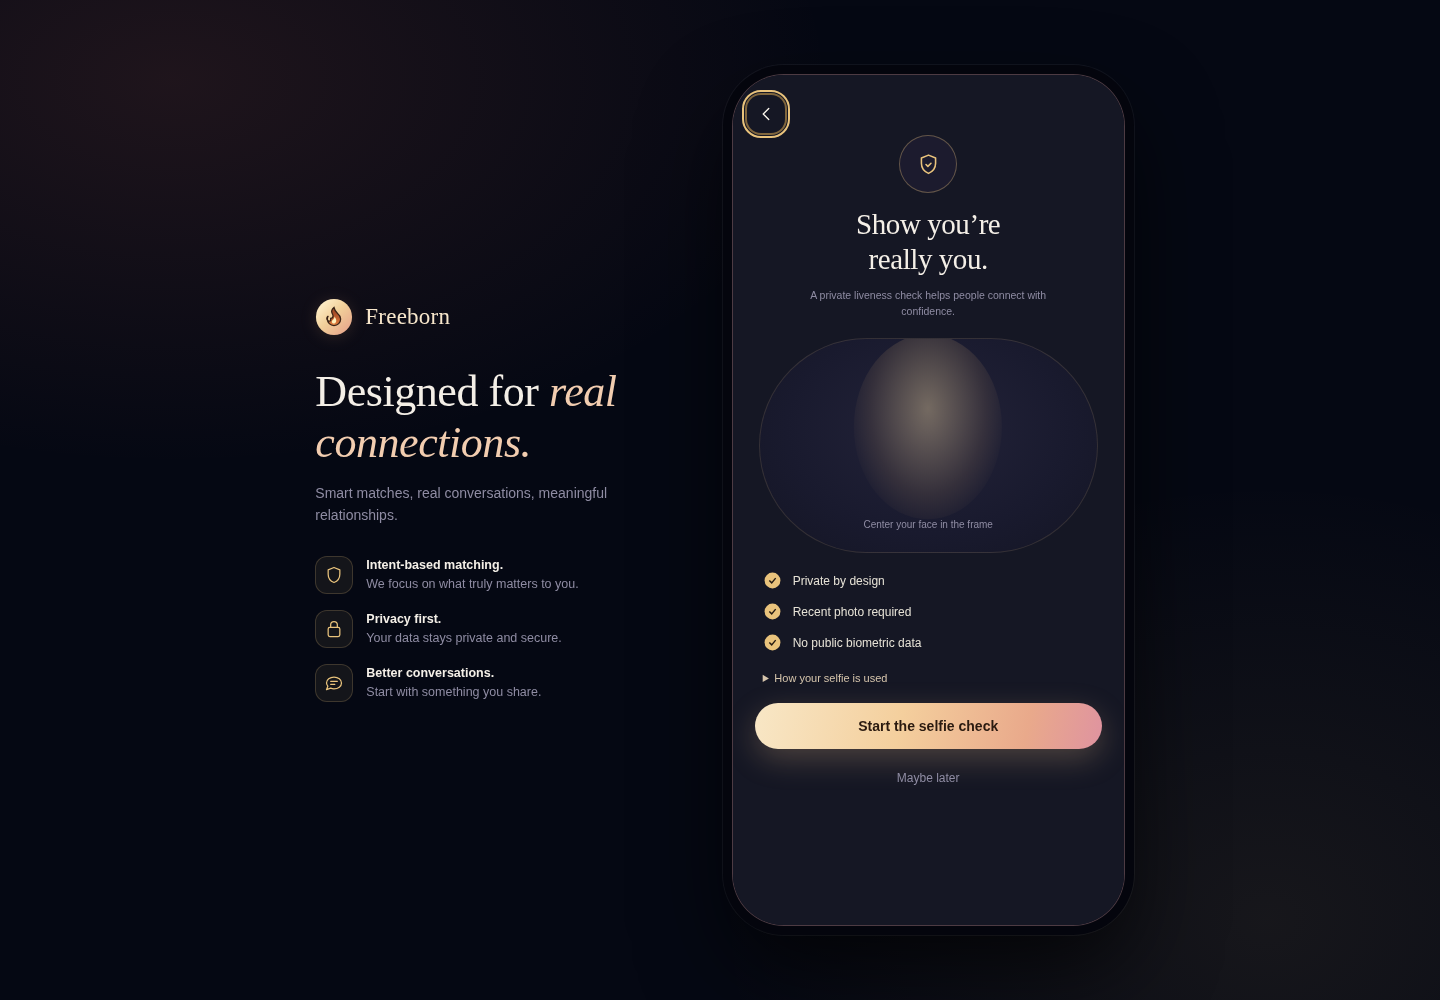 Freeborn
Designed for real
connections.
Smart matches, real conversations, meaningful
relationships.
Intent-based matching.
We focus on what truly matters to you.
Privacy first.
Your data stays private and secure.
Better conversations.
Start with something you share.
Show you’re
really you.
A private liveness check helps people connect with
confidence.
Center your face in the frame
Private by design
Recent photo required
No public biometric data
How your selfie is used
Start the selfie check
Maybe later